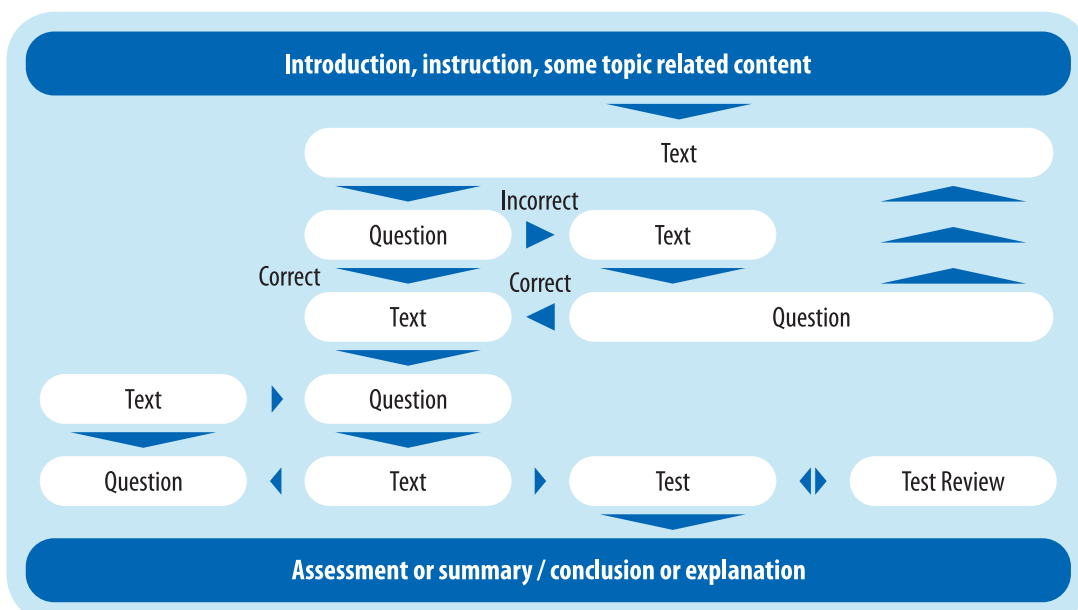 Introduction, instruction, some topic related content
Text
Incorrect
Question
Text
Correct
Correct
Text
Question
Text
Question
Question
Text
Test
Test Review
Assessment or summary / conclusion or explanation